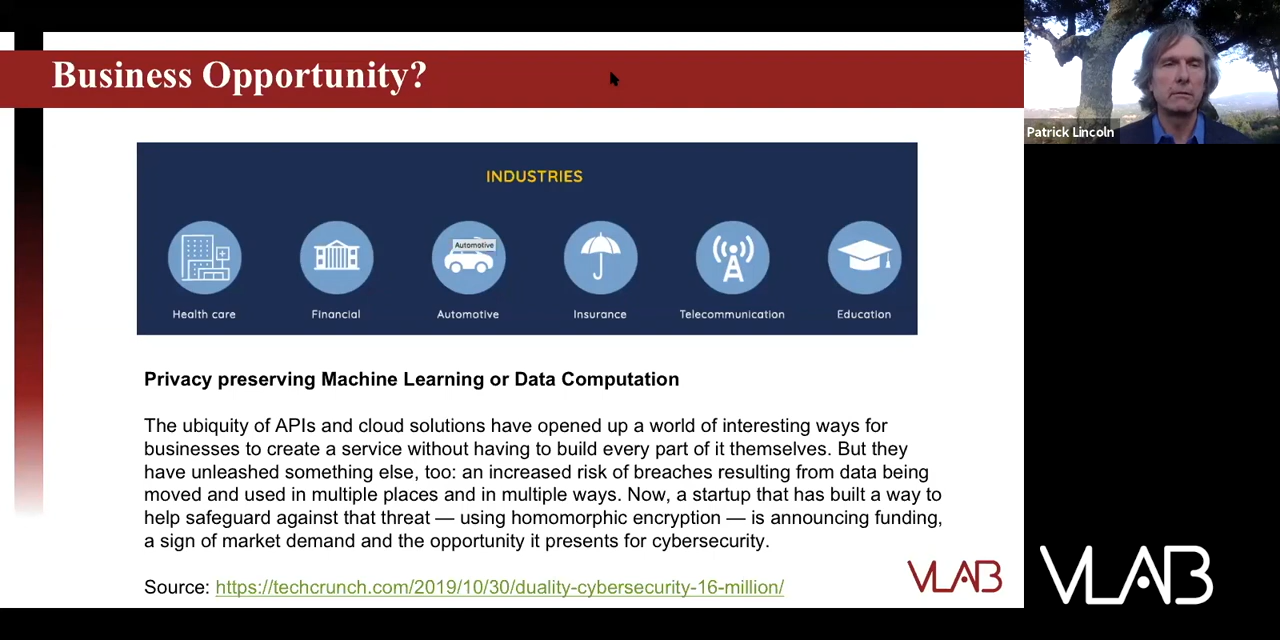 Business Opportunity?
Patrick Lincoln
INDUSTRIES
Automotive
Health care
Financial
Automotive
Insurance
Telecommunication
Education
Privacy preserving Machine Learning or Data Computation
The ubiquity of APIs and cloud solutions have opened up a world of interesting ways for
businesses to create a service without having to build every part of it themselves. But they
have unleashed something else, too: an increased risk of breaches resulting from data being
moved and used in multiple places and in multiple ways. Now, a startup that has built a way to
help safeguard against that threat — using homomorphic encryption — is announcing funding,
a sign of market demand and the opportunity it presents for cybersecurity.
Source: https://techcrunch.com/2019/10/30/duality-cybersecurity-16-million/
VLAB
VLAB